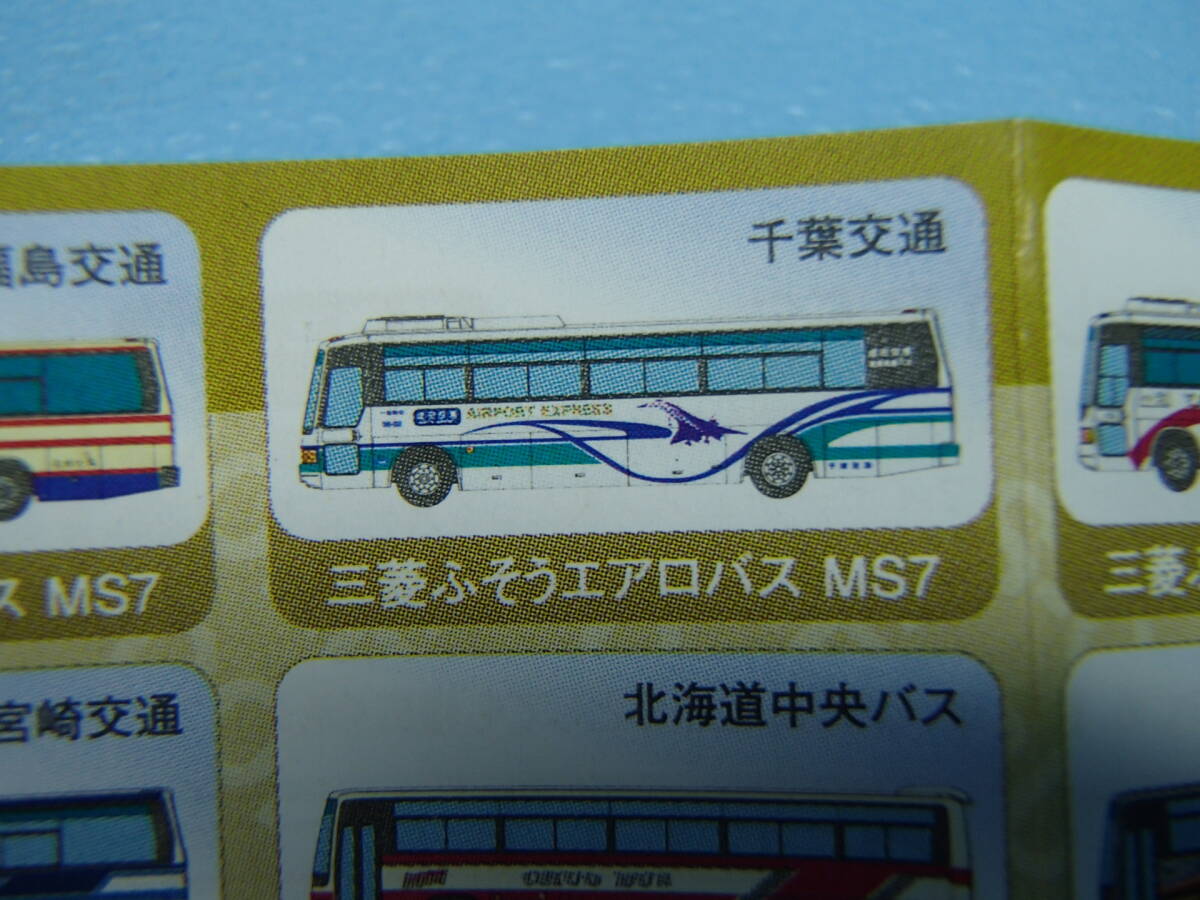 島交通
千葉交通
AIRPORT EXPRESS
ス MS7
三菱ふそうエアロバス MS7
三菱
宮崎交通
北海道中央バス